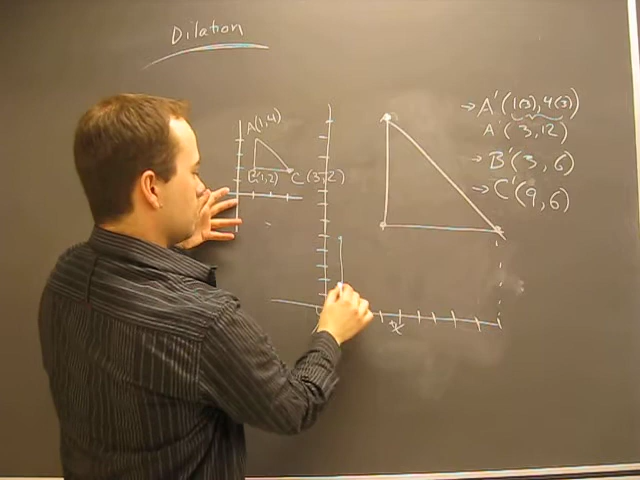 Dilation
A(1,4)
B(1,2)
C(3,2)
→A'(1(3),4(3))
A'(3,12)
→B'(3,6)
→C'(9,6)